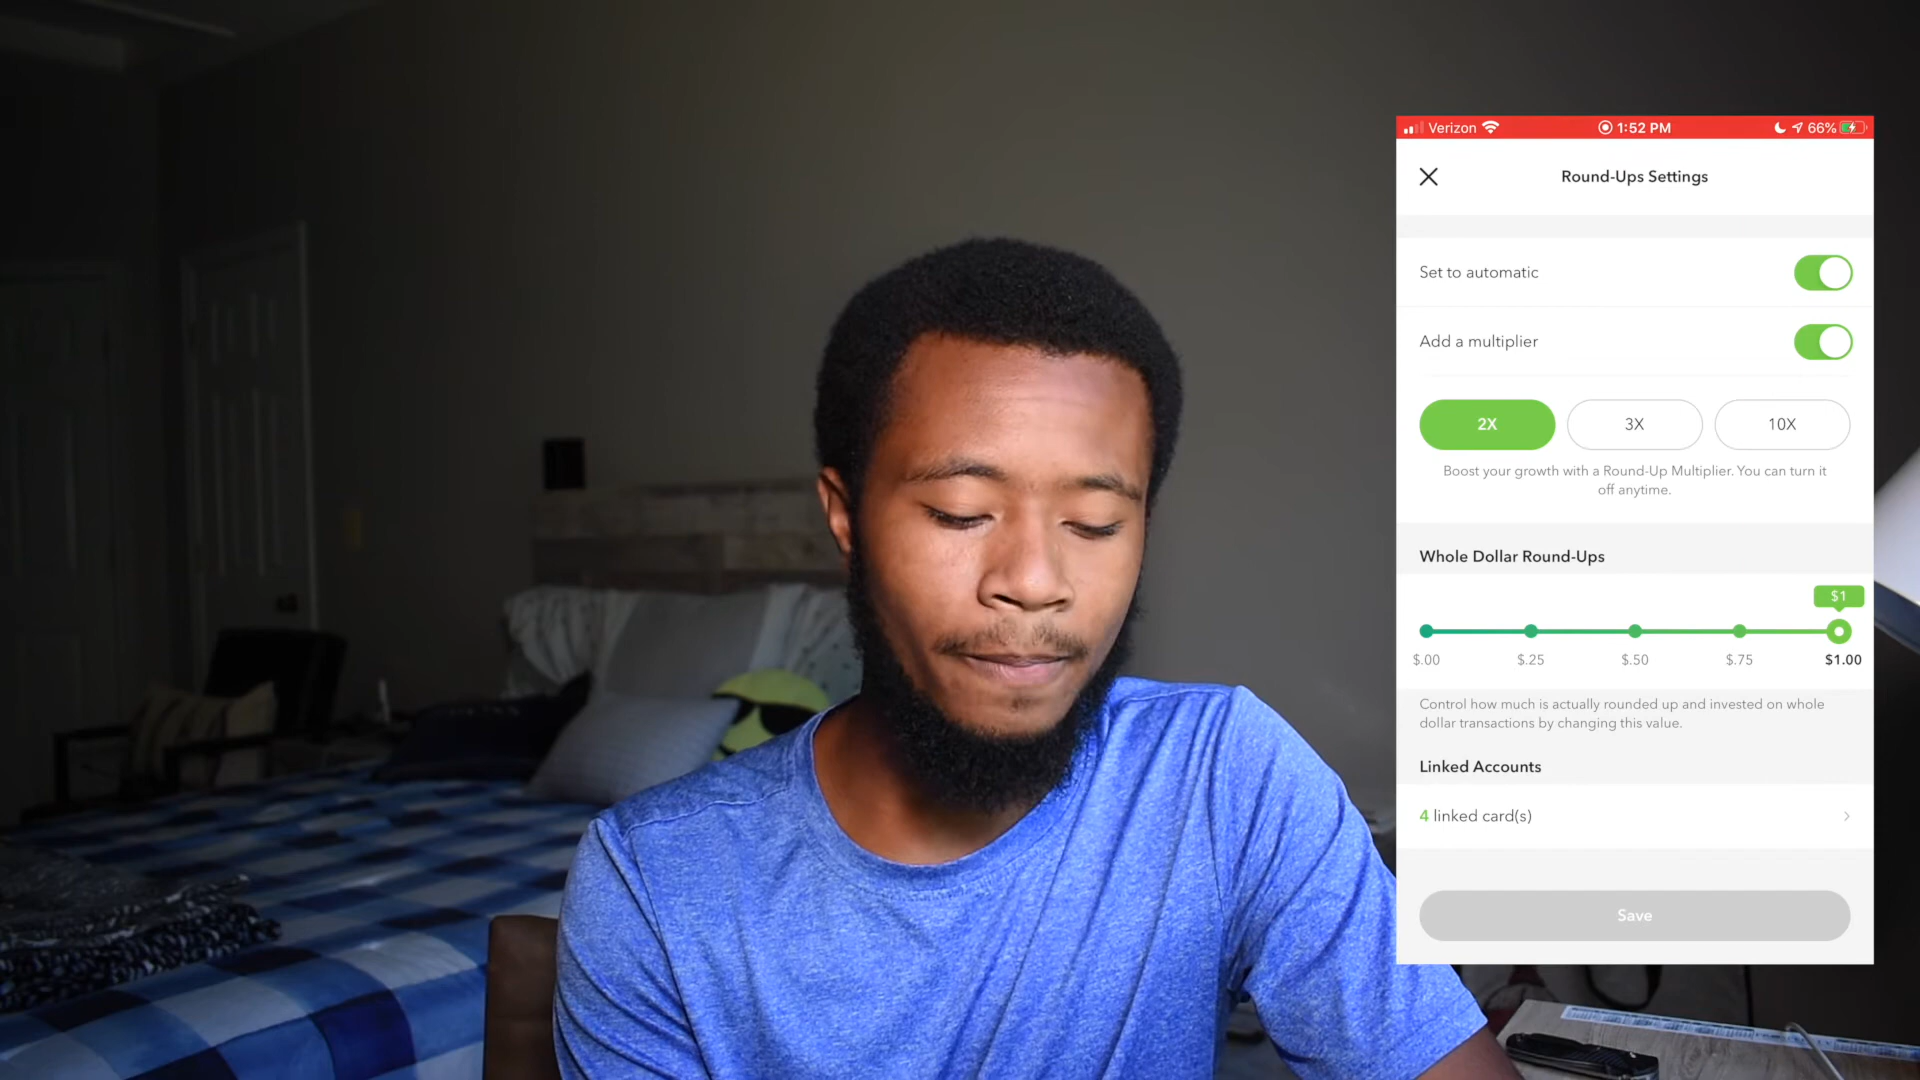 Verizon 1:52 PM 66%
Round-Ups Settings
Set to automatic
Add a multiplier
2X 3X 10X
Boost your growth with a Round-Up Multiplier. You can turn it
off anytime.
Whole Dollar Round-Ups
$1
$.00 $.25 $.50 $.75 $1.00
Control how much is actually rounded up and invested on whole
dollar transactions by changing this value.
Linked Accounts
4 linked card(s)
Save